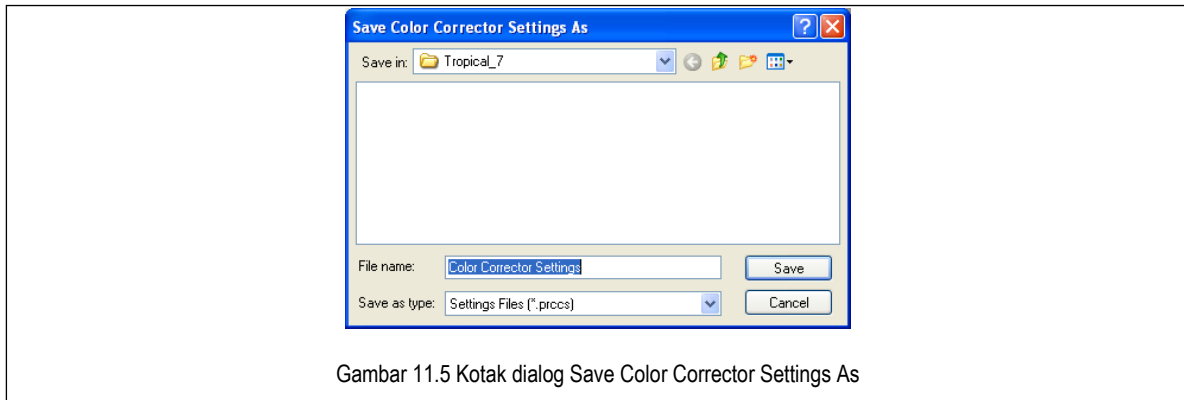 Save Color Corrector Settings As
Save in: Tropical_7
File name: Color Corrector Settings Save
Save as type: Settings Files (*.prccs) Cancel
Gambar 11.5 Kotak dialog Save Color Corrector Settings As